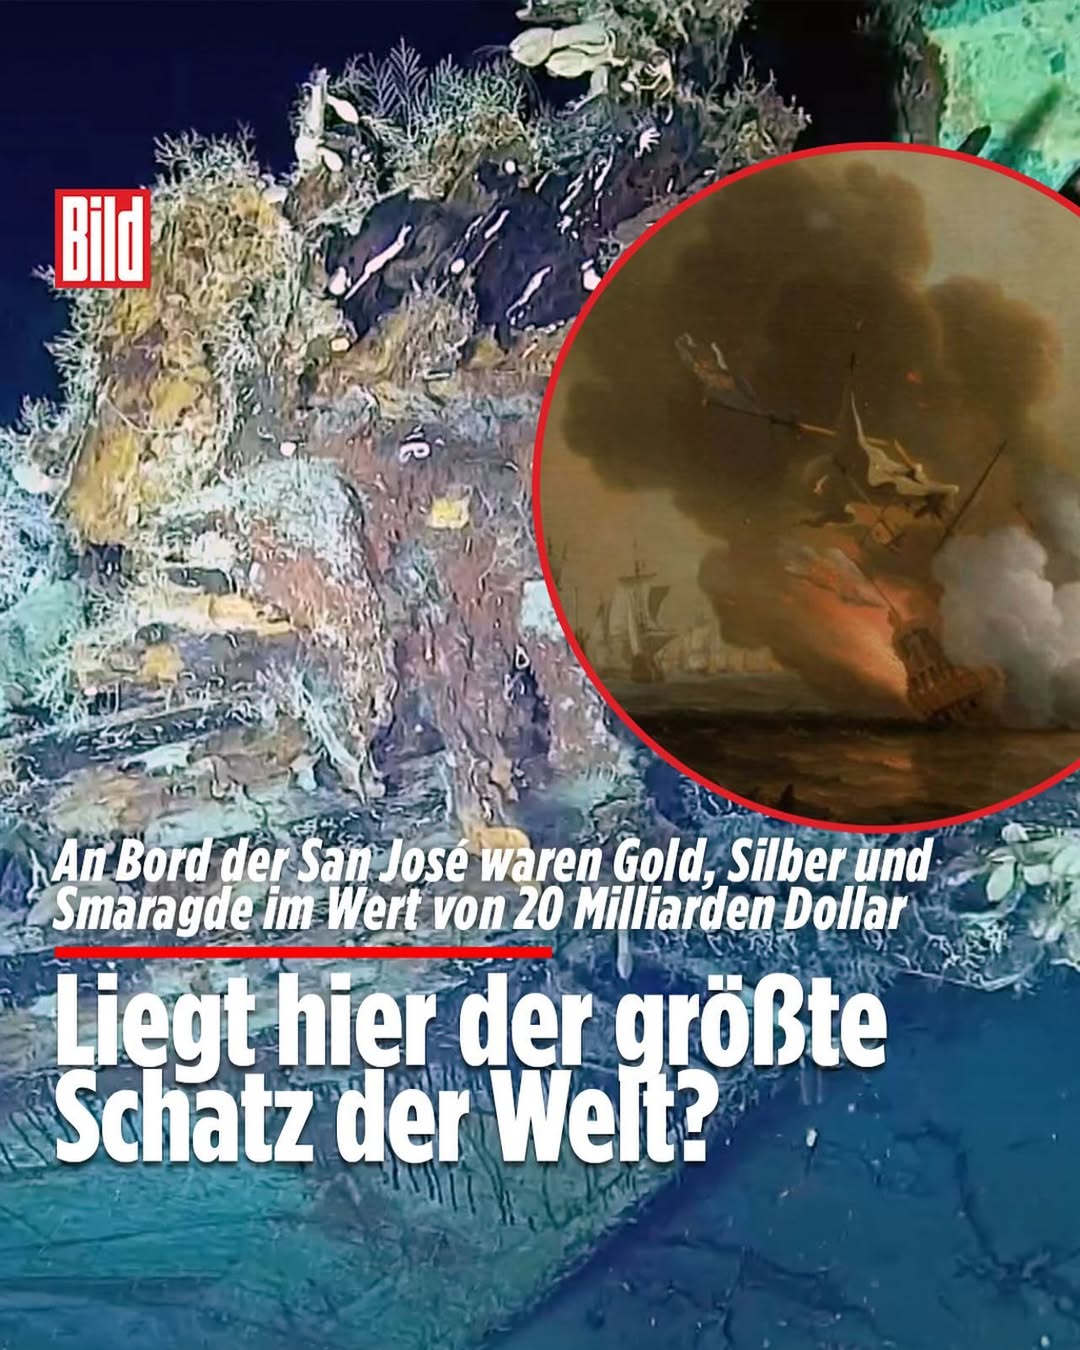 Bild
An Bord der San José waren Gold, Silber und
Smaragde im Wert von 20 Milliarden Dollar
Liegt hier der größte
Schatz der Welt?